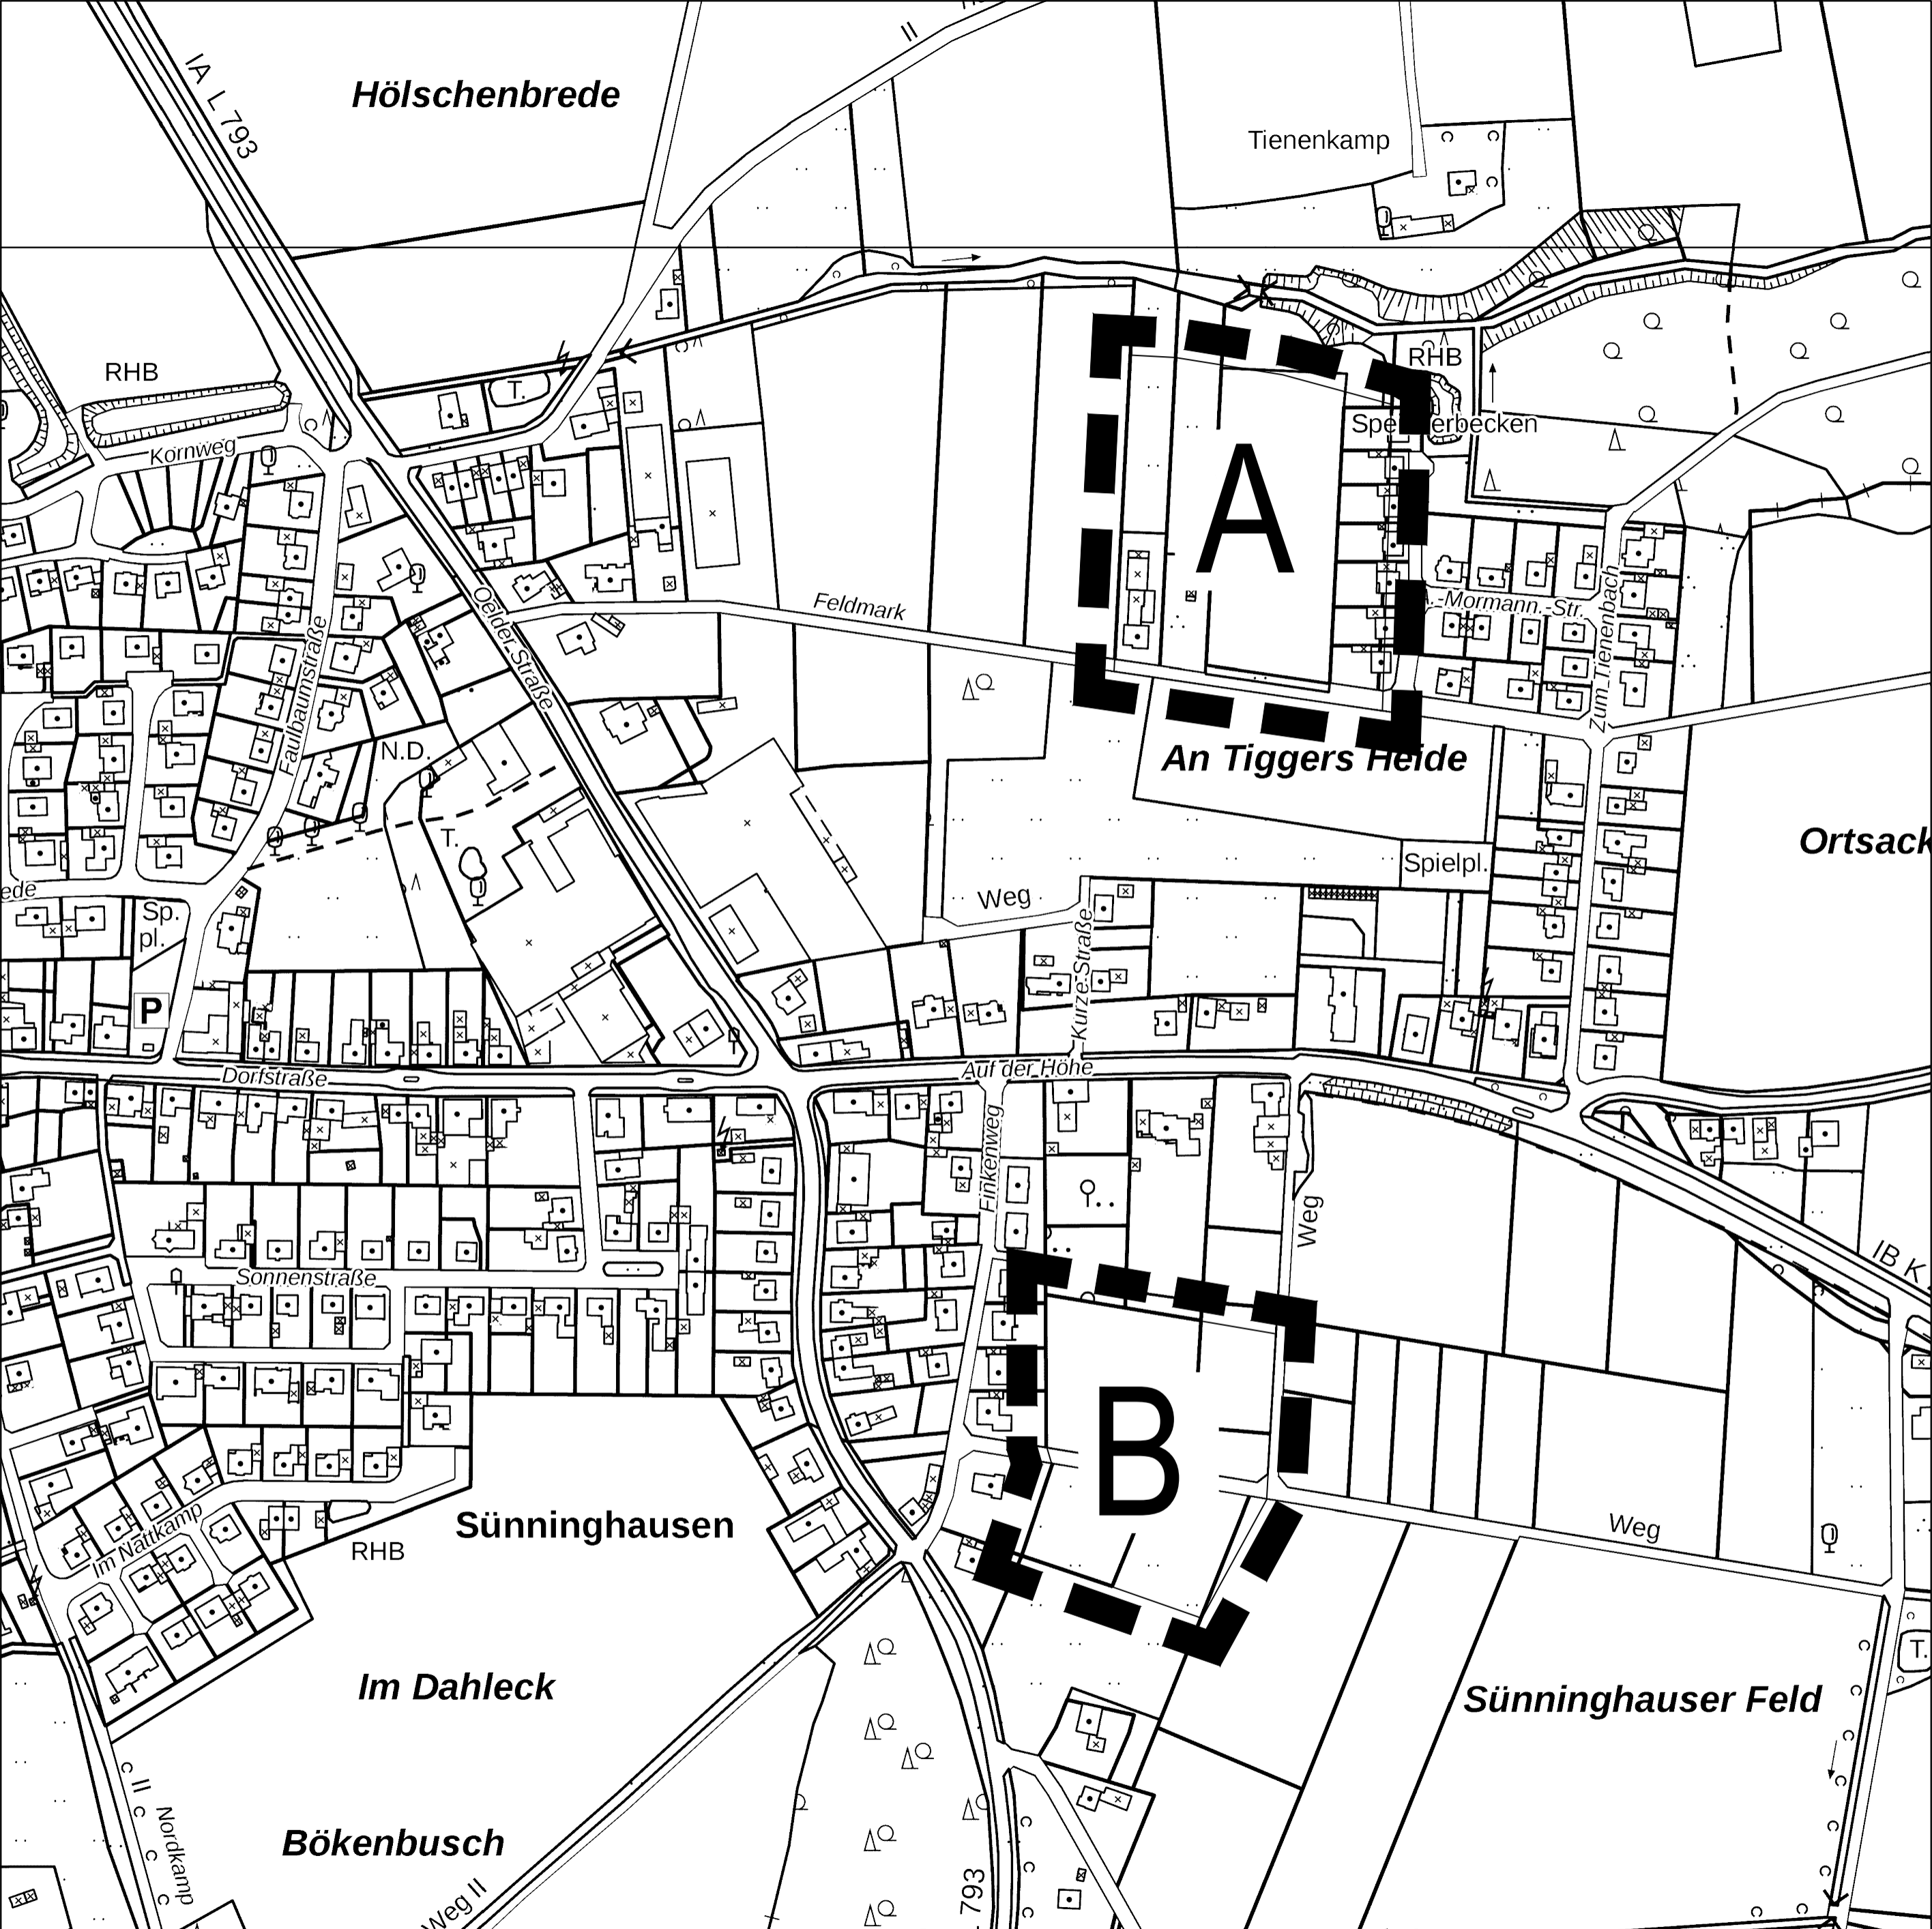 II
IA L 793
Hölschenbrede
Tienenkamp
RHB
RHB
T.
Kornweg
A
Oelder Straße
Feldmark
A.-Mormann.-Str.
zum Tienenbach
Faulbaumstraße
N.D.
An Tiggers Heide
T.
Ortsack
Spielpl.
ede
Weg
Sp.
pl.
Kurze Straße
P
Dorfstraße
Auf der Höhe
Finkenweg
Weg
IB K
Sonnenstraße
B
Sünninghausen
Weg
Im Nattkamp
RHB
T.
Im Dahleck
Sünninghauser Feld
II
Nordkamp
Bökenbusch
Weg II
793